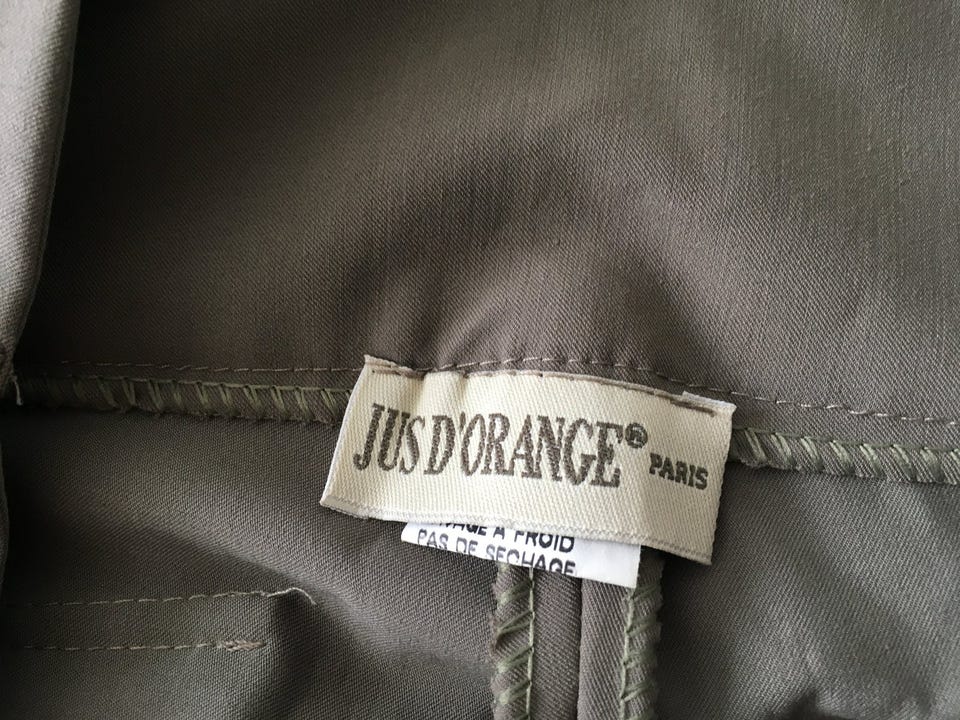 JUS D'ORANGE® PARIS
A FROID
PAS DE SECHAGE